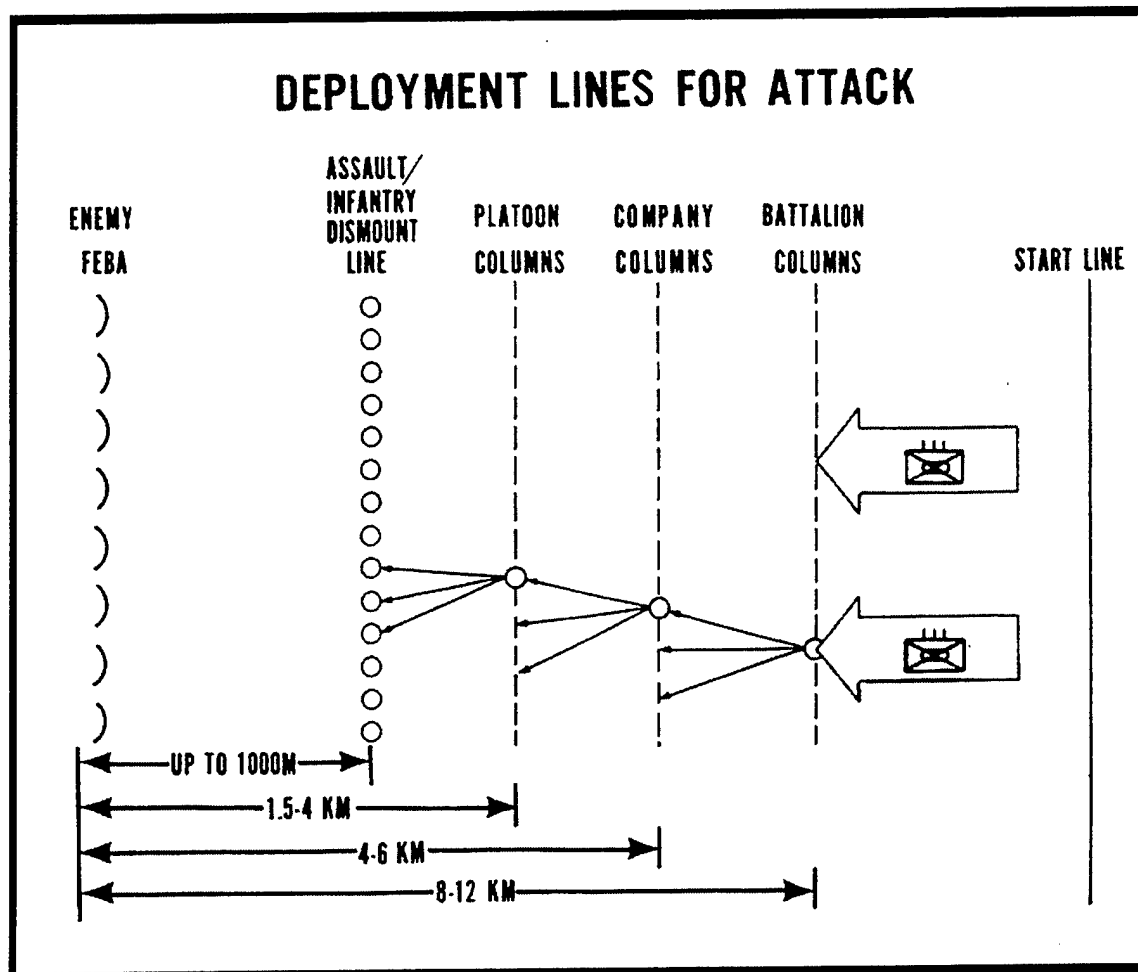 DEPLOYMENT LINES FOR ATTACK
ENEMY
FEBA
ASSAULT/
INFANTRY
DISMOUNT
LINE
PLATOON
COLUMNS
COMPANY
COLUMNS
BATTALION
COLUMNS
START LINE
UP TO 1000M
1.5-4 KM
4-6 KM
8-12 KM